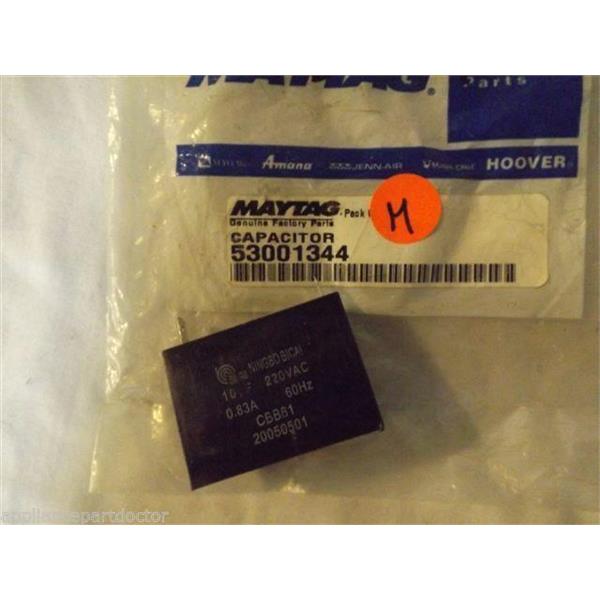 MAYTAG®
Parts
Amana JENN-AIR HOOVER®
MAYTAG Pack
M
Genuine Factory Parts
CAPACITOR
53001344
NINGBO BICAI
220VAC
0.83A 60Hz
CBB61
20050501
appliancepartdoctor